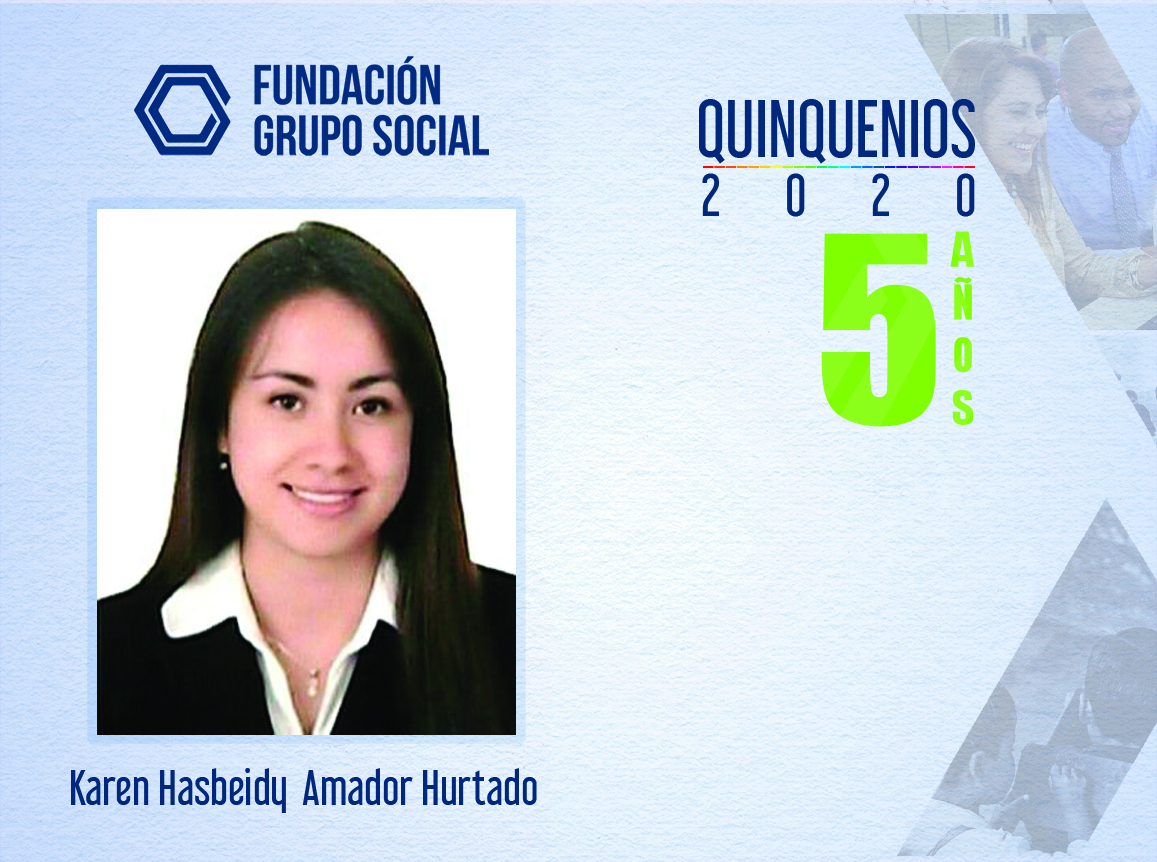 FUNDACIÓN
GRUPO SOCIAL
QUINQUENIOS
2020
5 AÑOS
Karen Hasbeidy Amador Hurtado